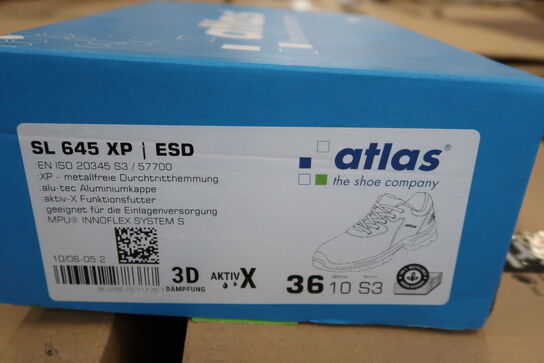 atlas
SL 645 XP | ESD
EN ISO 20345 S3 / 57700
:XP - metallfreie Durchtritthemmung
:alu-tec Aluminiumkappe
:aktiv-X Funktionsfutter
:geeignet für die Einlagenversorgung
:MPU® INNOFLEX SYSTEM S
atlas®
the shoe company
10/06-05.2
3D
DÄMPFUNG
AKTIV X
36 10 S3